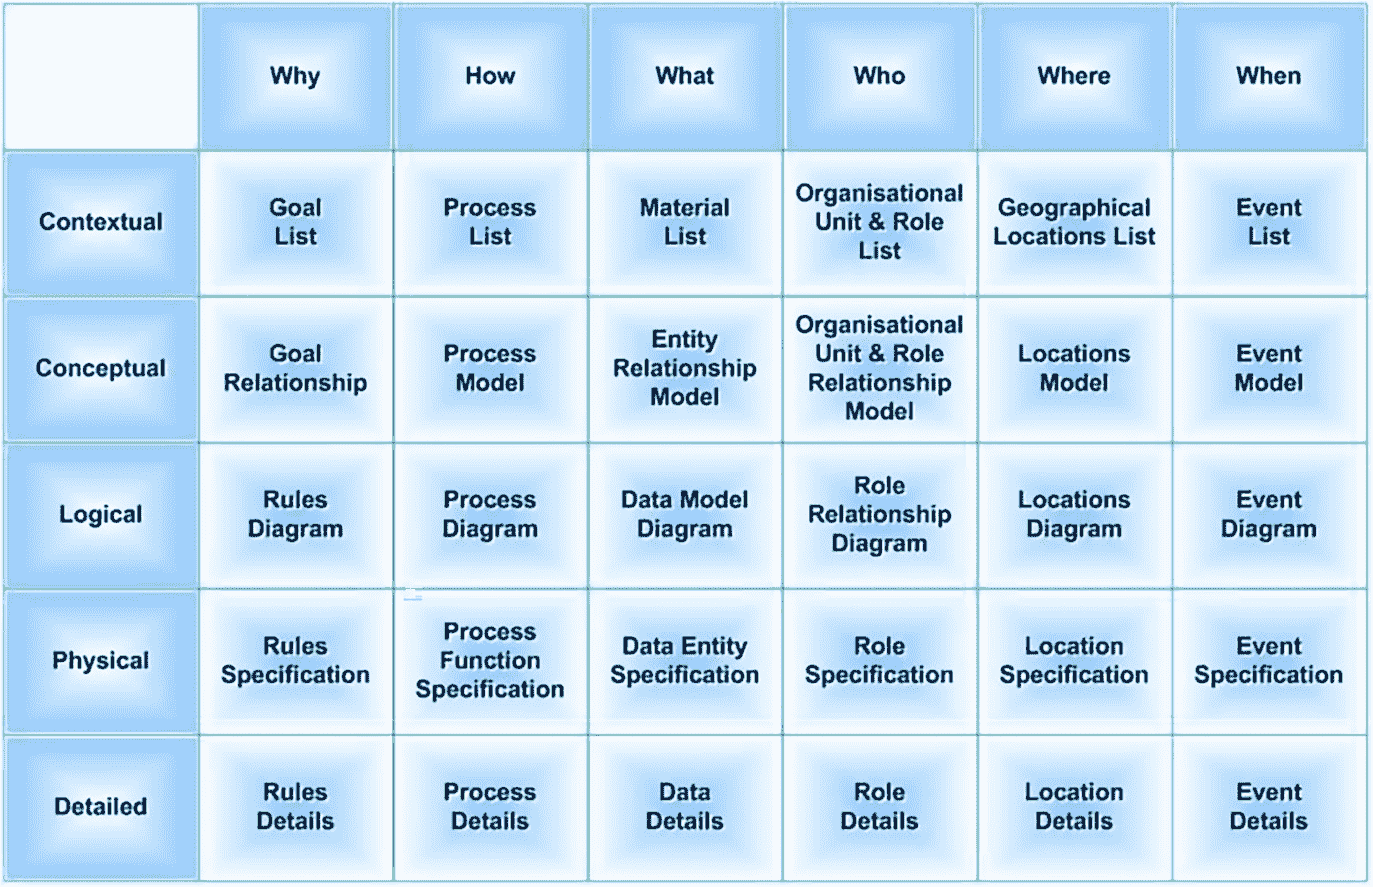 Why
How
What
Who
Where
When
Contextual
Goal
List
Process
List
Material
List
Organisational
Unit & Role
List
Geographical
Locations List
Event
List
Conceptual
Goal
Relationship
Process
Model
Entity
Relationship
Model
Organisational
Unit & Role
Relationship
Model
Locations
Model
Event
Model
Logical
Rules
Diagram
Process
Diagram
Data Model
Diagram
Role
Relationship
Diagram
Locations
Diagram
Event
Diagram
Physical
Rules
Specification
Process
Function
Specification
Data Entity
Specification
Role
Specification
Location
Specification
Event
Specification
Detailed
Rules
Details
Process
Details
Data
Details
Role
Details
Location
Details
Event
Details